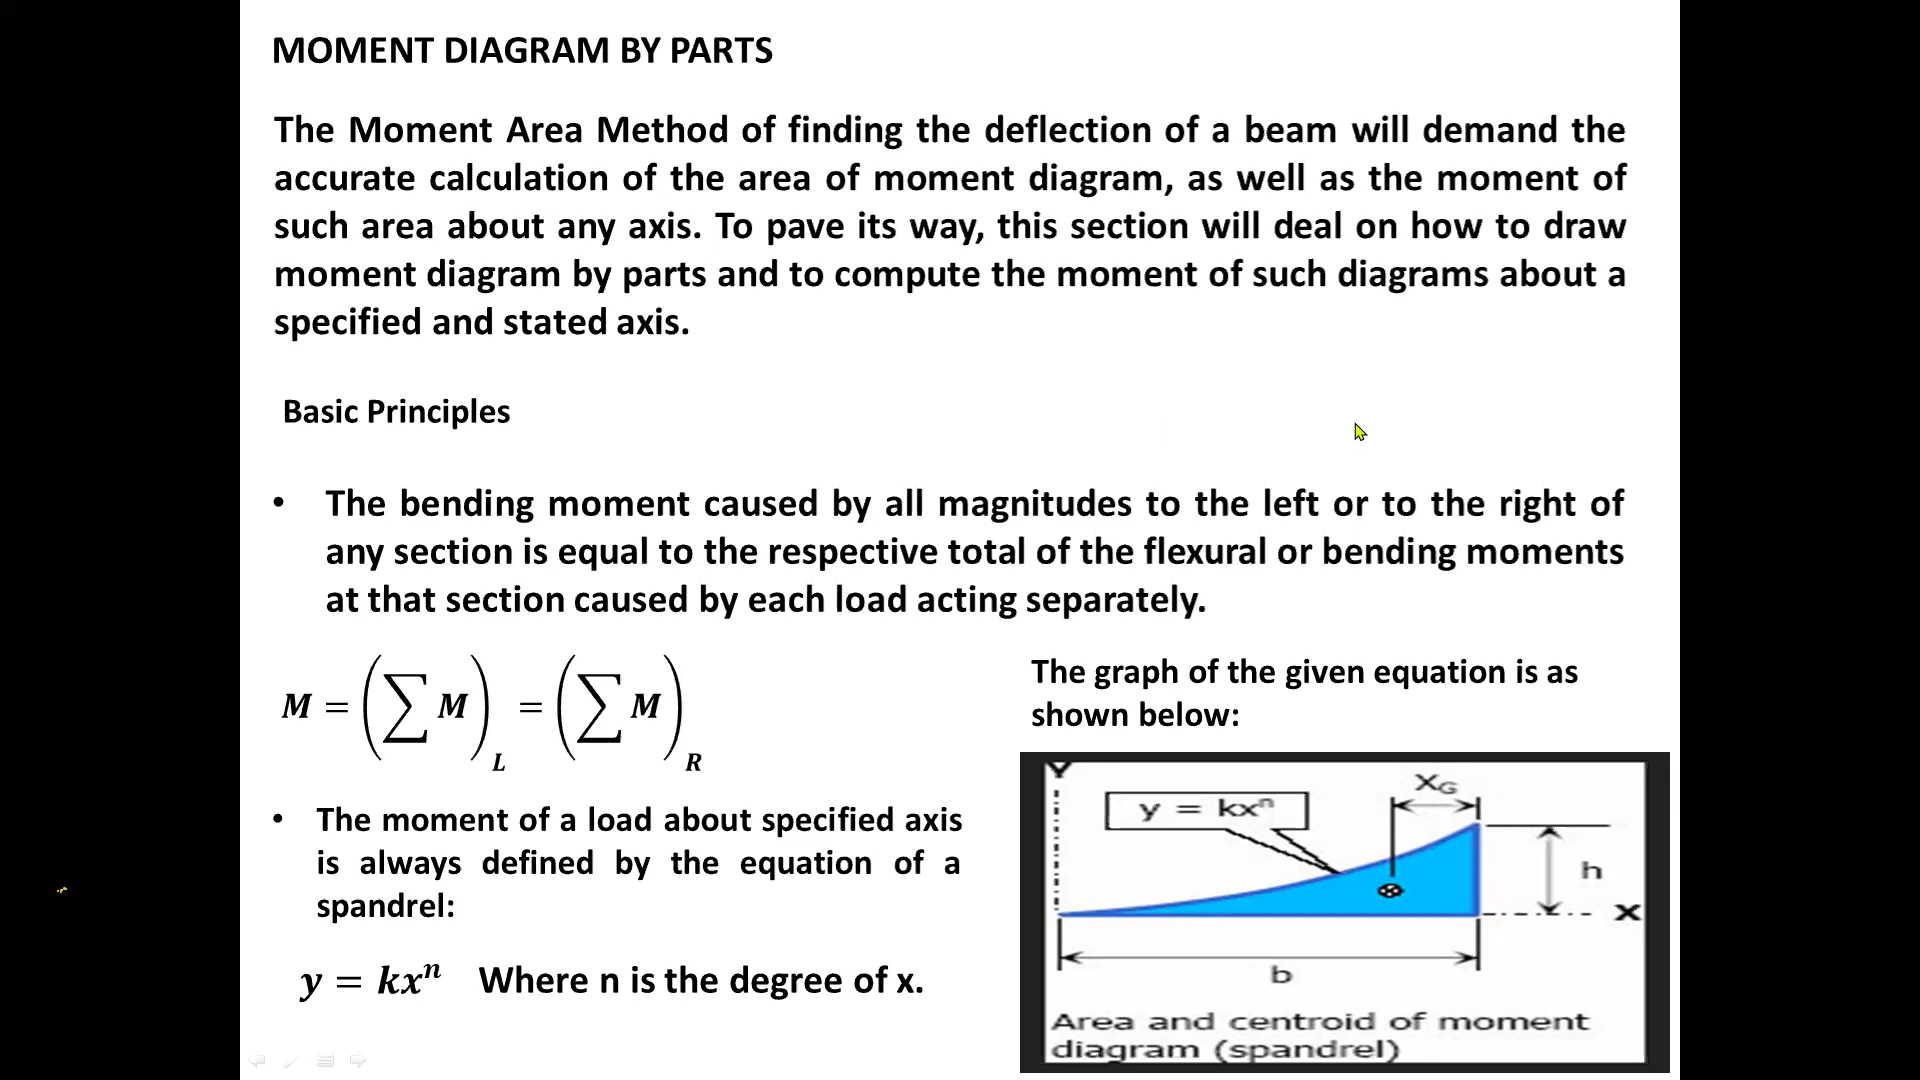 MOMENT DIAGRAM BY PARTS
The Moment Area Method of finding the deflection of a beam will demand the
accurate calculation of the area of moment diagram, as well as the moment of
such area about any axis. To pave its way, this section will deal on how to draw
moment diagram by parts and to compute the moment of such diagrams about a
specified and stated axis.
Basic Principles
• The bending moment caused by all magnitudes to the left or to the right of
any section is equal to the respective total of the flexural or bending moments
at that section caused by each load acting separately.
M = (∑ M)_L = (∑ M)_R
• The moment of a load about specified axis
is always defined by the equation of a
spandrel:
y = kxⁿ Where n is the degree of x.
The graph of the given equation is as
shown below:
Y
X_G
y = kxⁿ
h
X
b
Area and centroid of moment
diagram (spandrel)